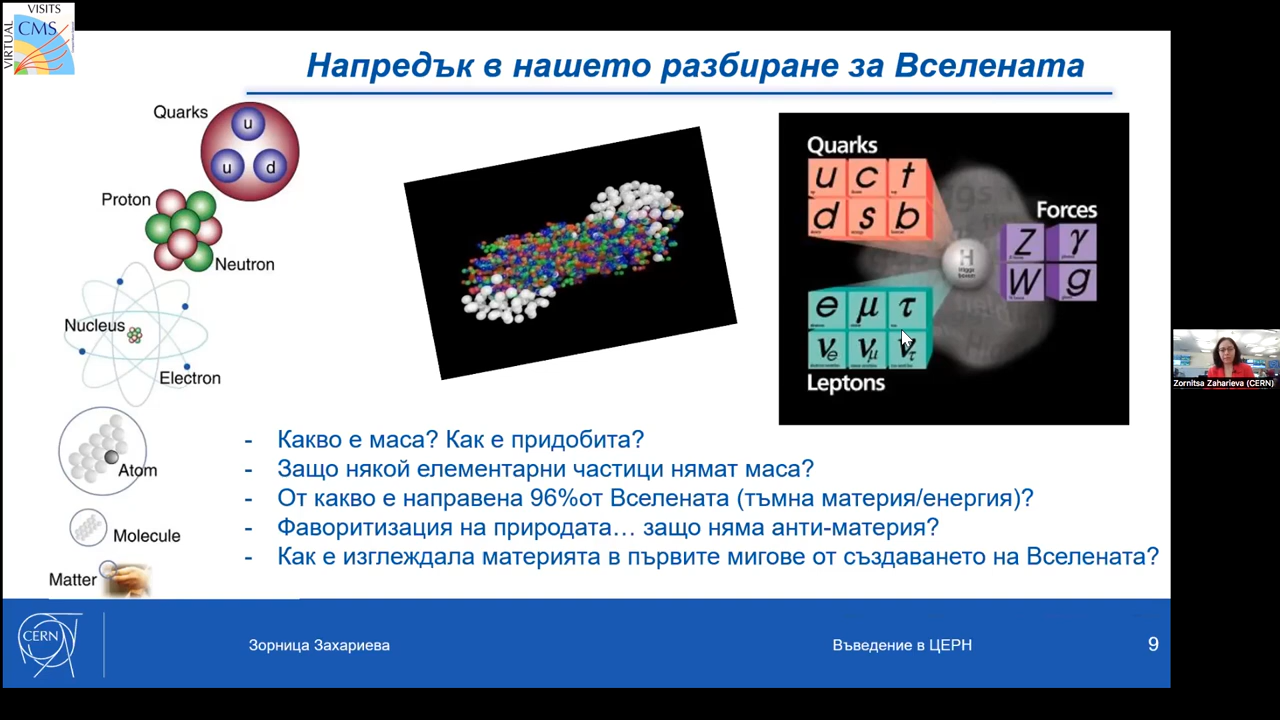 VISITS
VIRTUAL
CMS
Напредък в нашето разбиране за Вселената
Quarks
u
u
d
Proton
Neutron
Nucleus
Electron
Atom
Molecule
Matter
Quarks
u c t
d s b
Forces
Z γ
W g
H
Higgs
boson
e μ τ
νe νμ ντ
Leptons
- Какво е маса? Как е придобита?
- Защо някой елементарни частици нямат маса?
- От какво е направена 96%от Вселената (тъмна материя/енергия)?
- Фаворитизация на природата... защо няма анти-материя?
- Как е изглеждала материята в първите мигове от създаването на Вселената?
Zornitsa Zaharieva (CERN)
CERN
Зорница Захариева
Въведение в ЦЕРН
9